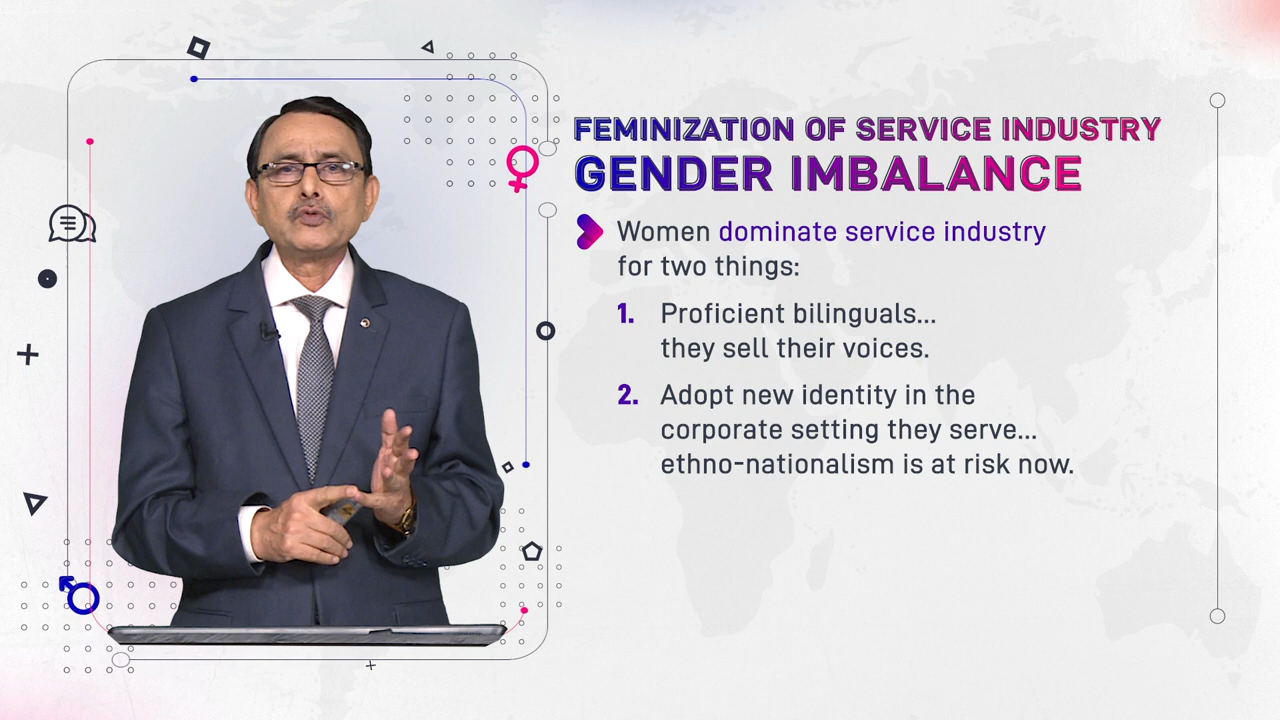 FEMINIZATION OF SERVICE INDUSTRY
GENDER IMBALANCE
Women dominate service industry
for two things:
1. Proficient bilinguals...
they sell their voices.
2. Adopt new identity in the
corporate setting they serve...
ethno-nationalism is at risk now.